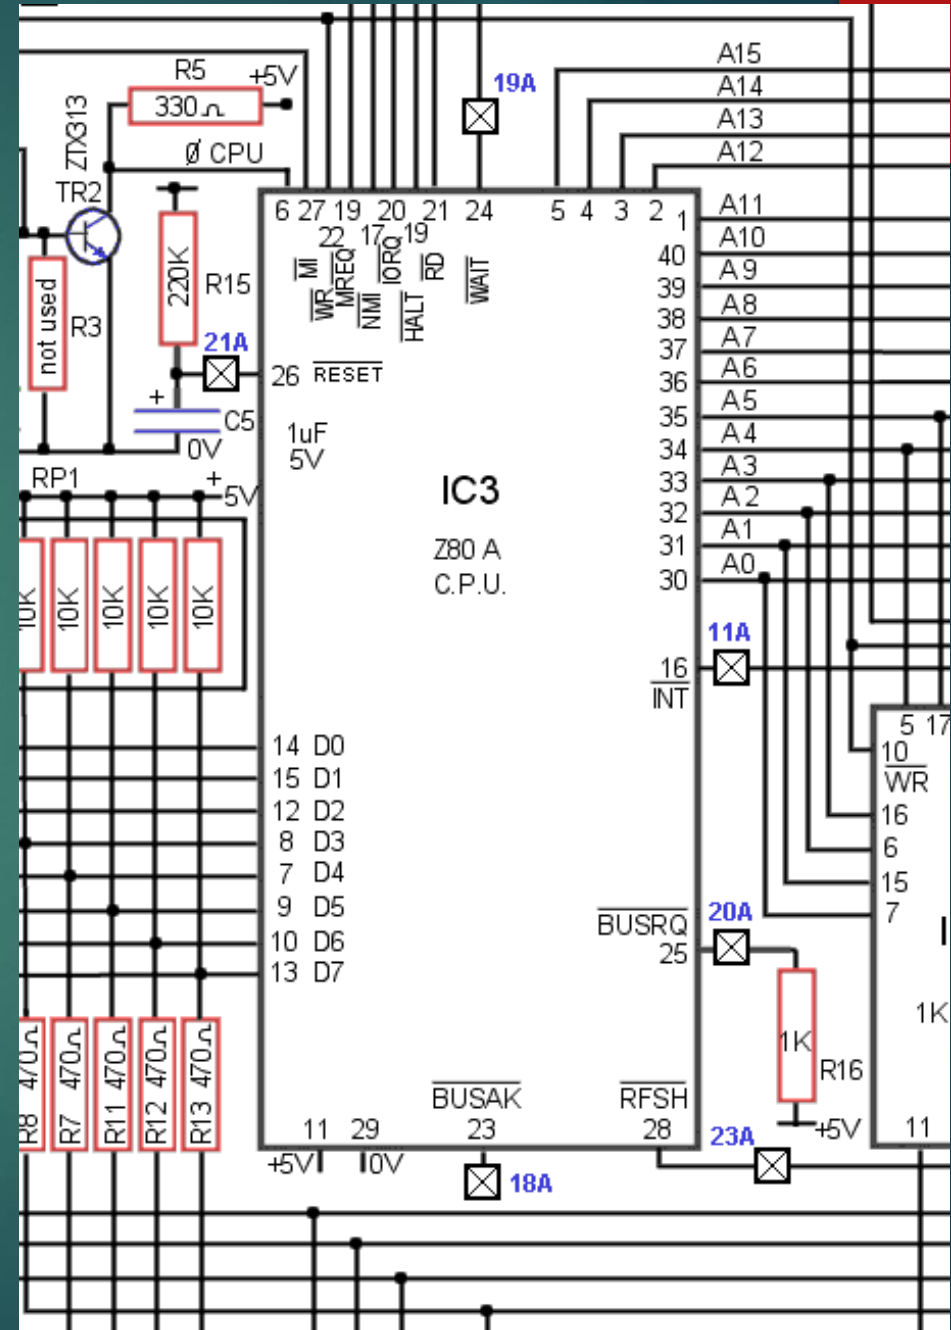 R5
+5V
330Ω
ZTX313
Ø CPU
TR2
19A
A15
A14
A13
A12
6 27 19 20 21 24 5 4 3 2
22 17 19
MI
WR
MREQ
NMI
IORQ
HALT
RD
WAIT
1 A11
40 A10
39 A9
38 A8
37 A7
36 A6
35 A5
34 A4
33 A3
32 A2
31 A1
30 A0
220K
R15
not used
R3
21A
26 RESET
+
C5
0V
1uF
5V
RP1
+
5V
IC3
Z80 A
C.P.U.
10K
10K
10K
10K
10K
11A
16
INT
14 D0
15 D1
12 D2
8 D3
7 D4
9 D5
10 D6
13 D7
5 17
10
WR
16
6
15
7
BUSRQ
25
20A
1K
R16
+5V
1K
11
R8 470Ω
R7 470Ω
R11 470Ω
R12 470Ω
R13 470Ω
BUSAK
23
RFSH
28
11 29
+5V
0V
18A
23A